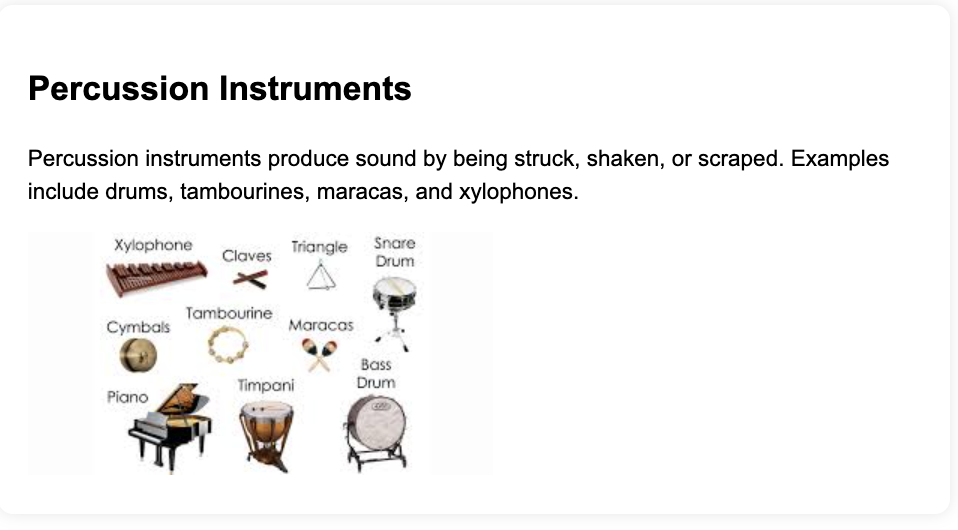 Percussion Instruments
Percussion instruments produce sound by being struck, shaken, or scraped. Examples
include drums, tambourines, maracas, and xylophones.
Xylophone
Claves
Triangle
Snare
Drum
Cymbals
Tambourine
Maracas
Piano
Timpani
Bass
Drum